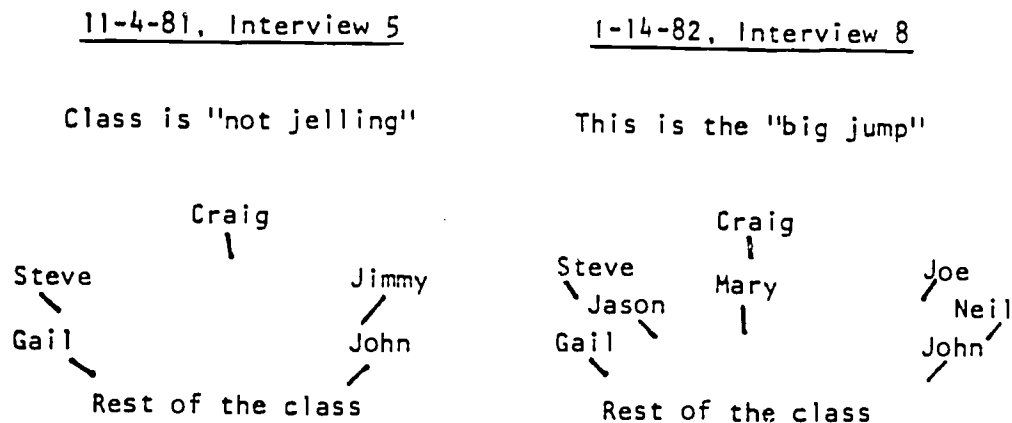 11-4-81, Interview 5
Class is "not jelling"
Craig
Steve
Jimmy
Gail
John
Rest of the class
1-14-82, Interview 8
This is the "big jump"
Craig
Steve
Mary
Joe
Jason
Neil
Gail
John
Rest of the class